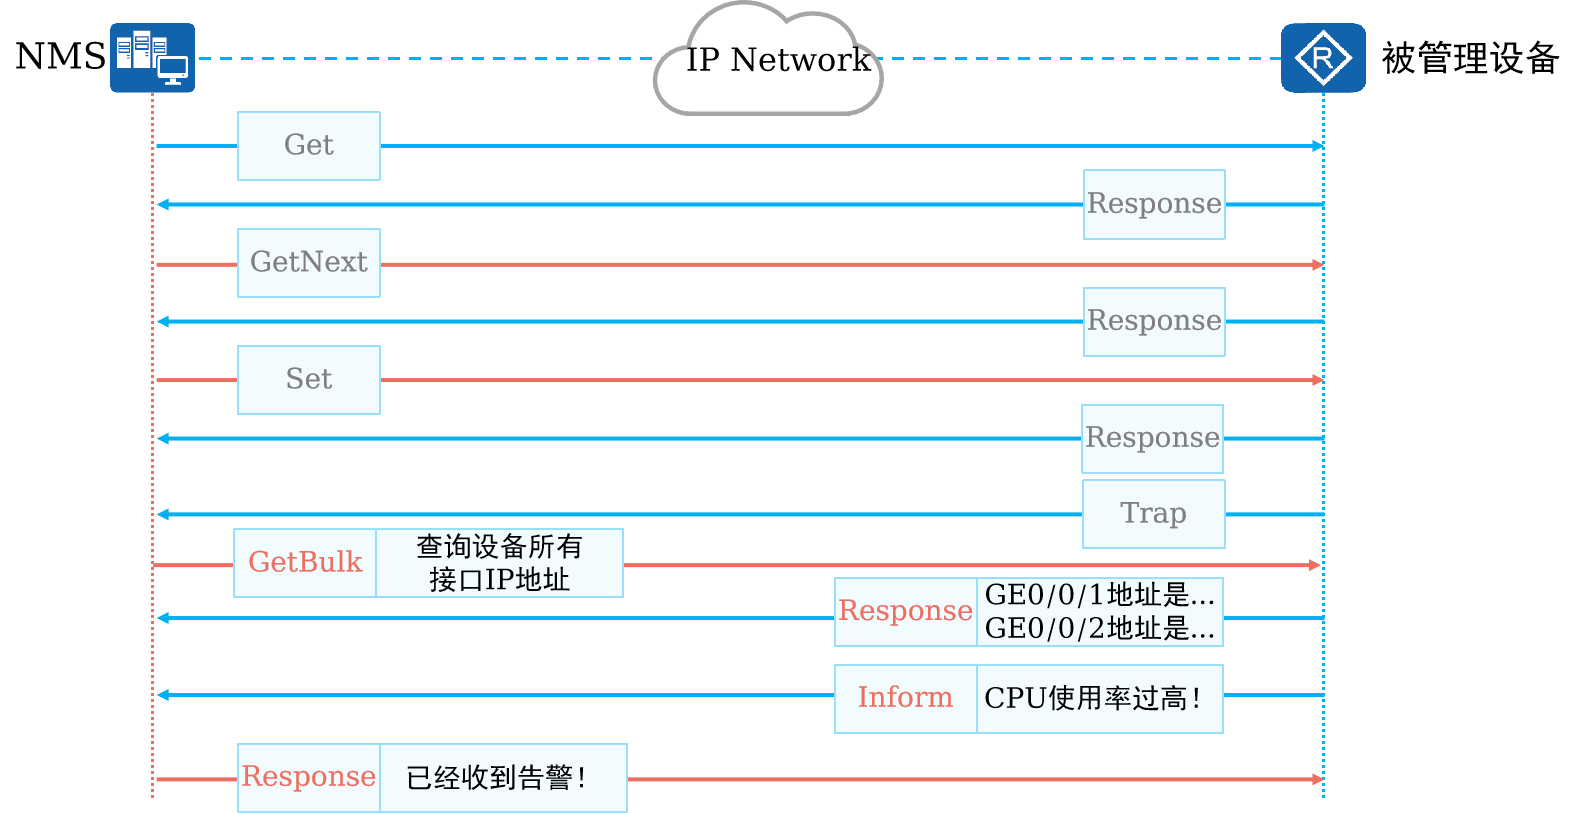 NMS
IP Network
R
被管理设备
Get
Response
GetNext
Response
Set
Response
Trap
GetBulk
查询设备所有
接口IP地址
Response
GE0/0/1地址是...
GE0/0/2地址是...
Inform
CPU使用率过高！
Response
已经收到告警！